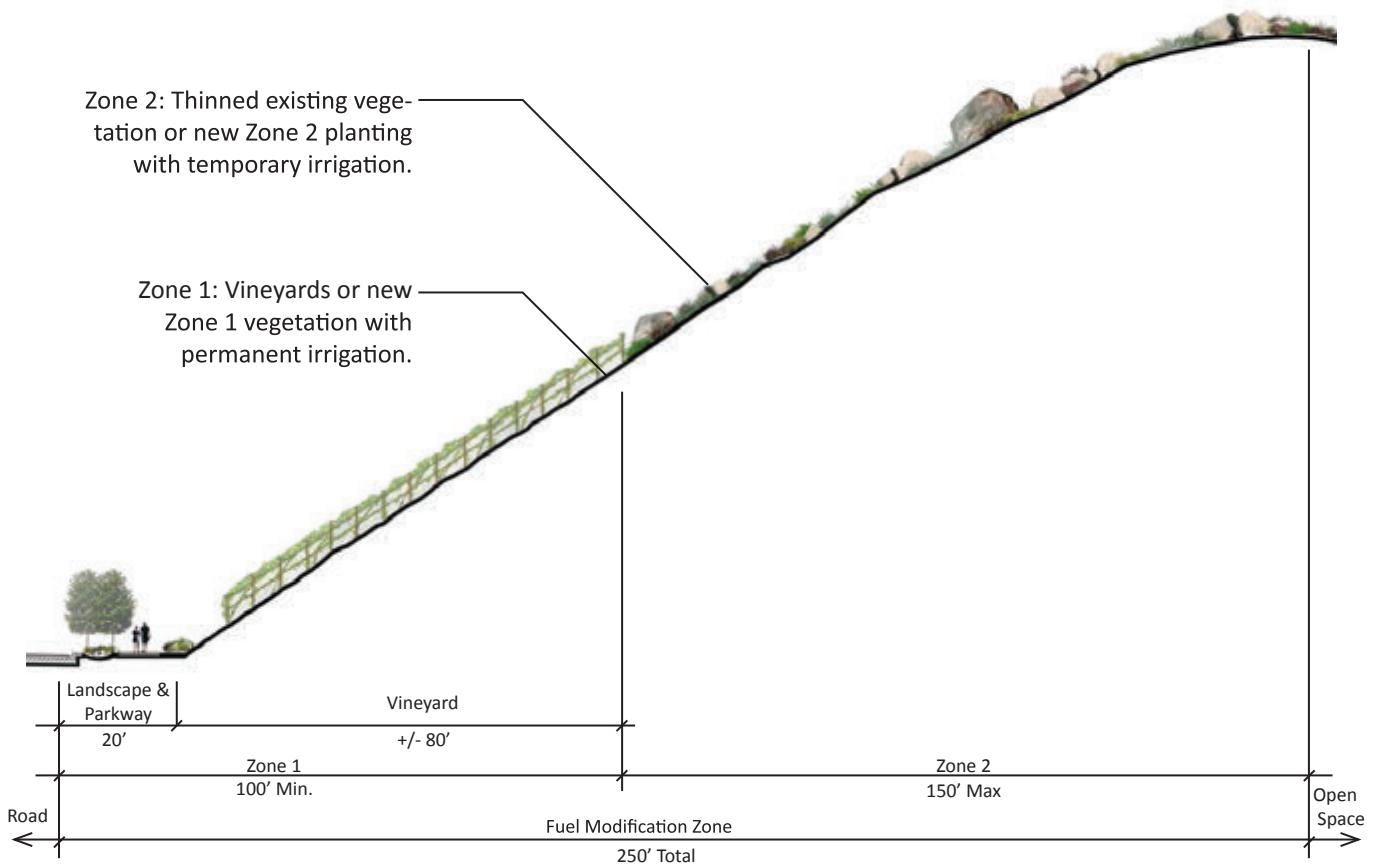 Zone 2: Thinned existing vege-
tation or new Zone 2 planting
with temporary irrigation.
Zone 1: Vineyards or new
Zone 1 vegetation with
permanent irrigation.
Landscape &
Parkway
20’
Vineyard
+/- 80’
Zone 1
100’ Min.
Zone 2
150’ Max
Road
Open
Space
Fuel Modification Zone
250’ Total